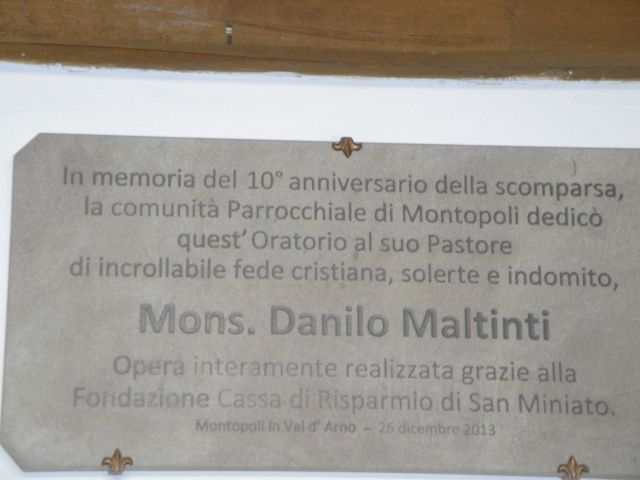 In memoria del 10° anniversario della scomparsa,
la comunità Parrocchiale di Montopoli dedicò
quest'Oratorio al suo Pastore
di incrollabile fede cristiana, solerte e indomito,
Mons. Danilo Maltinti
Opera interamente realizzata grazie alla
Fondazione Cassa di Risparmio di San Miniato.
Montopoli in Val d'Arno - 26 dicembre 2013